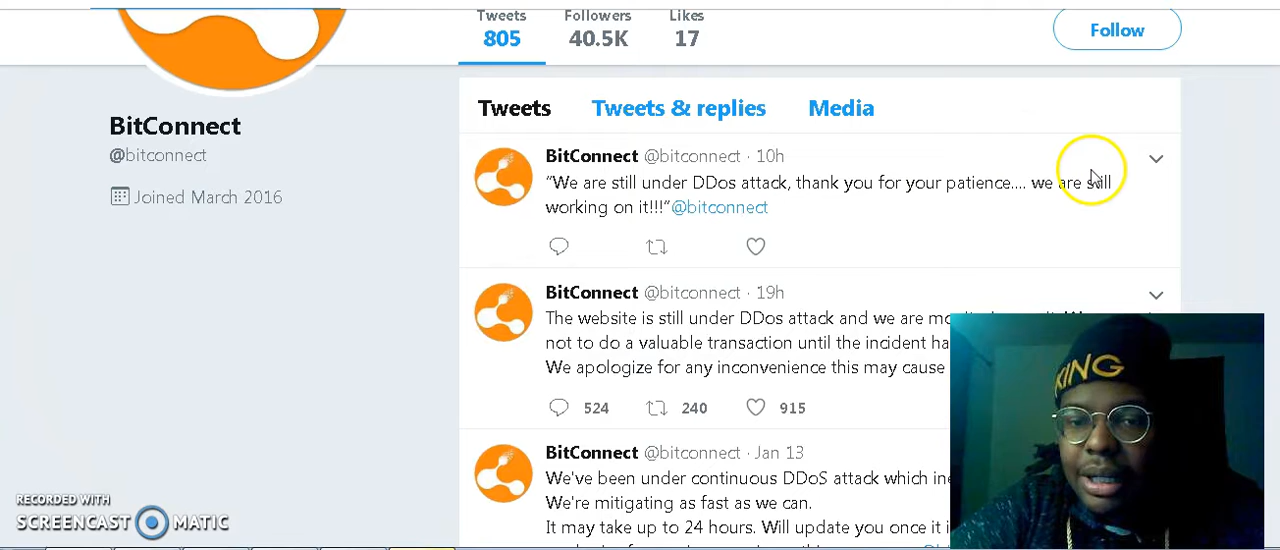 Tweets Followers Likes
805 40.5K 17
Follow
BitConnect
@bitconnect
Joined March 2016
Tweets Tweets & replies Media
BitConnect @bitconnect · 10h
“We are still under DDos attack, thank you for your patience.... we are still
working on it!!!”@bitconnect
BitConnect @bitconnect · 19h
The website is still under DDos attack and we are
not to do a valuable transaction until the incident
We apologize for any inconvenience this may cause
524 240 915
BitConnect @bitconnect · Jan 13
We've been under continuous DDoS attack which
We're mitigating as fast as we can.
It may take up to 24 hours. Will update you once it
KING
RECORDED WITH
SCREENCAST MATIC